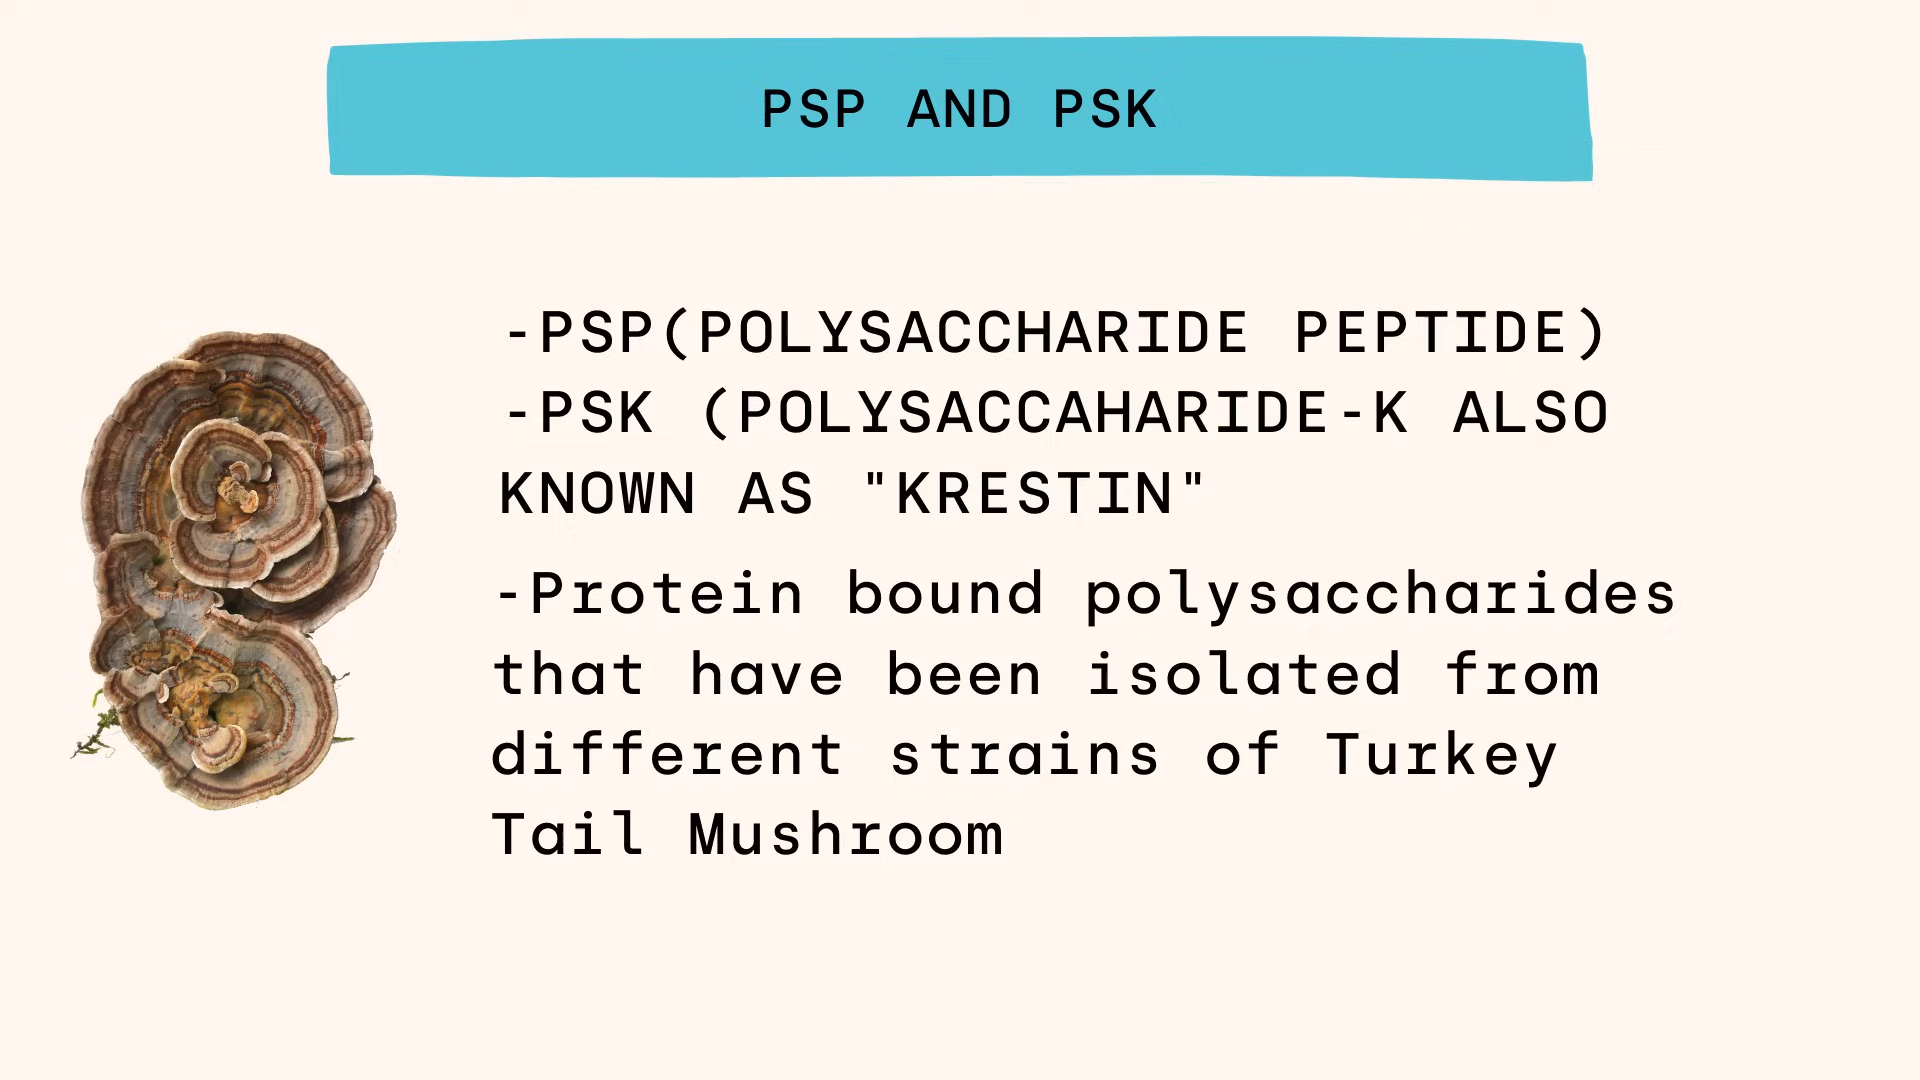 PSP AND PSK
-PSP(POLYSACCHARIDE PEPTIDE)
-PSK (POLYSACCAHARIDE-K ALSO
KNOWN AS "KRESTIN"
-Protein bound polysaccharides
that have been isolated from
different strains of Turkey
Tail Mushroom